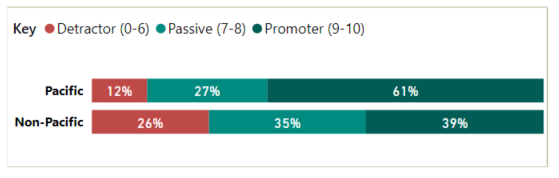 Key Detractor (0-6) Passive (7-8) Promoter (9-10)
Pacific 12% 27% 61%
Non-Pacific 26% 35% 39%